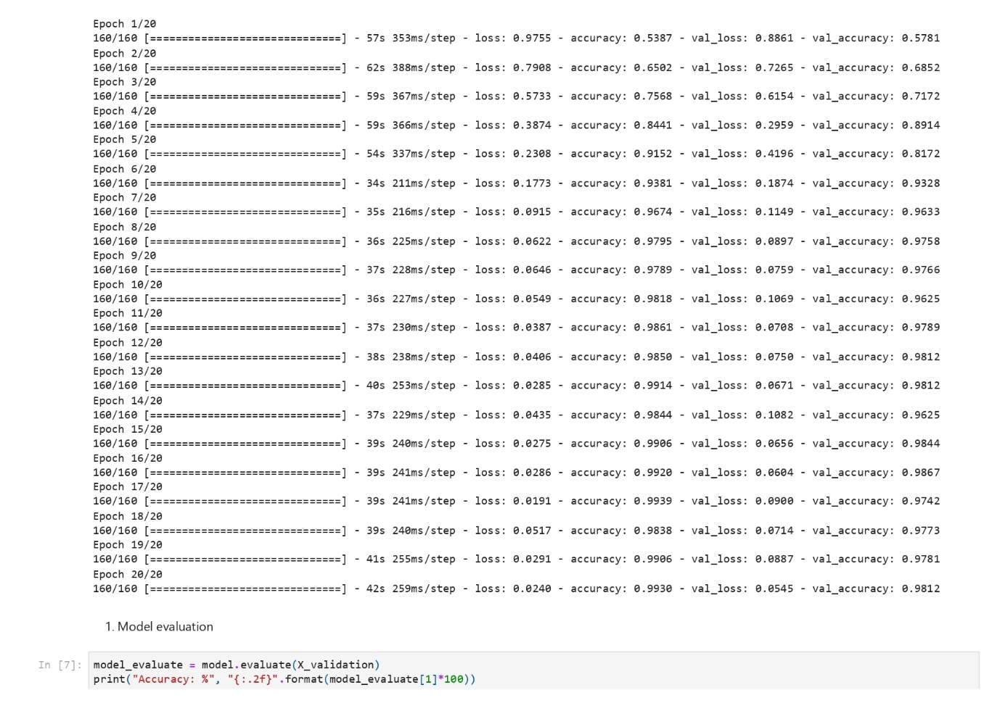 Epoch 1/20
160/160 [==============================] - 57s 353ms/step - loss: 0.9755 - accuracy: 0.5387 - val_loss: 0.8861 - val_accuracy: 0.5781
Epoch 2/20
160/160 [==============================] - 62s 388ms/step - loss: 0.7908 - accuracy: 0.6502 - val_loss: 0.7265 - val_accuracy: 0.6852
Epoch 3/20
160/160 [==============================] - 59s 367ms/step - loss: 0.5733 - accuracy: 0.7568 - val_loss: 0.6154 - val_accuracy: 0.7172
Epoch 4/20
160/160 [==============================] - 59s 366ms/step - loss: 0.3874 - accuracy: 0.8441 - val_loss: 0.2959 - val_accuracy: 0.8914
Epoch 5/20
160/160 [==============================] - 54s 337ms/step - loss: 0.2308 - accuracy: 0.9152 - val_loss: 0.4196 - val_accuracy: 0.8172
Epoch 6/20
160/160 [==============================] - 34s 211ms/step - loss: 0.1773 - accuracy: 0.9381 - val_loss: 0.1874 - val_accuracy: 0.9328
Epoch 7/20
160/160 [==============================] - 35s 216ms/step - loss: 0.0915 - accuracy: 0.9674 - val_loss: 0.1149 - val_accuracy: 0.9633
Epoch 8/20
160/160 [==============================] - 36s 225ms/step - loss: 0.0622 - accuracy: 0.9795 - val_loss: 0.0897 - val_accuracy: 0.9758
Epoch 9/20
160/160 [==============================] - 37s 228ms/step - loss: 0.0646 - accuracy: 0.9789 - val_loss: 0.0759 - val_accuracy: 0.9766
Epoch 10/20
160/160 [==============================] - 36s 227ms/step - loss: 0.0549 - accuracy: 0.9818 - val_loss: 0.1069 - val_accuracy: 0.9625
Epoch 11/20
160/160 [==============================] - 37s 230ms/step - loss: 0.0387 - accuracy: 0.9861 - val_loss: 0.0708 - val_accuracy: 0.9789
Epoch 12/20
160/160 [==============================] - 38s 238ms/step - loss: 0.0406 - accuracy: 0.9850 - val_loss: 0.0750 - val_accuracy: 0.9812
Epoch 13/20
160/160 [==============================] - 40s 253ms/step - loss: 0.0285 - accuracy: 0.9914 - val_loss: 0.0671 - val_accuracy: 0.9812
Epoch 14/20
160/160 [==============================] - 37s 229ms/step - loss: 0.0435 - accuracy: 0.9844 - val_loss: 0.1082 - val_accuracy: 0.9625
Epoch 15/20
160/160 [==============================] - 39s 240ms/step - loss: 0.0275 - accuracy: 0.9906 - val_loss: 0.0656 - val_accuracy: 0.9844
Epoch 16/20
160/160 [==============================] - 39s 241ms/step - loss: 0.0286 - accuracy: 0.9920 - val_loss: 0.0604 - val_accuracy: 0.9867
Epoch 17/20
160/160 [==============================] - 39s 241ms/step - loss: 0.0191 - accuracy: 0.9939 - val_loss: 0.0900 - val_accuracy: 0.9742
Epoch 18/20
160/160 [==============================] - 39s 240ms/step - loss: 0.0517 - accuracy: 0.9838 - val_loss: 0.0714 - val_accuracy: 0.9773
Epoch 19/20
160/160 [==============================] - 41s 255ms/step - loss: 0.0291 - accuracy: 0.9906 - val_loss: 0.0887 - val_accuracy: 0.9781
Epoch 20/20
160/160 [==============================] - 42s 259ms/step - loss: 0.0240 - accuracy: 0.9930 - val_loss: 0.0545 - val_accuracy: 0.9812
1. Model evaluation
In [7]: model_evaluate = model.evaluate(X_validation)
print("Accuracy: %", "{:.2f}".format(model_evaluate[1]*100))